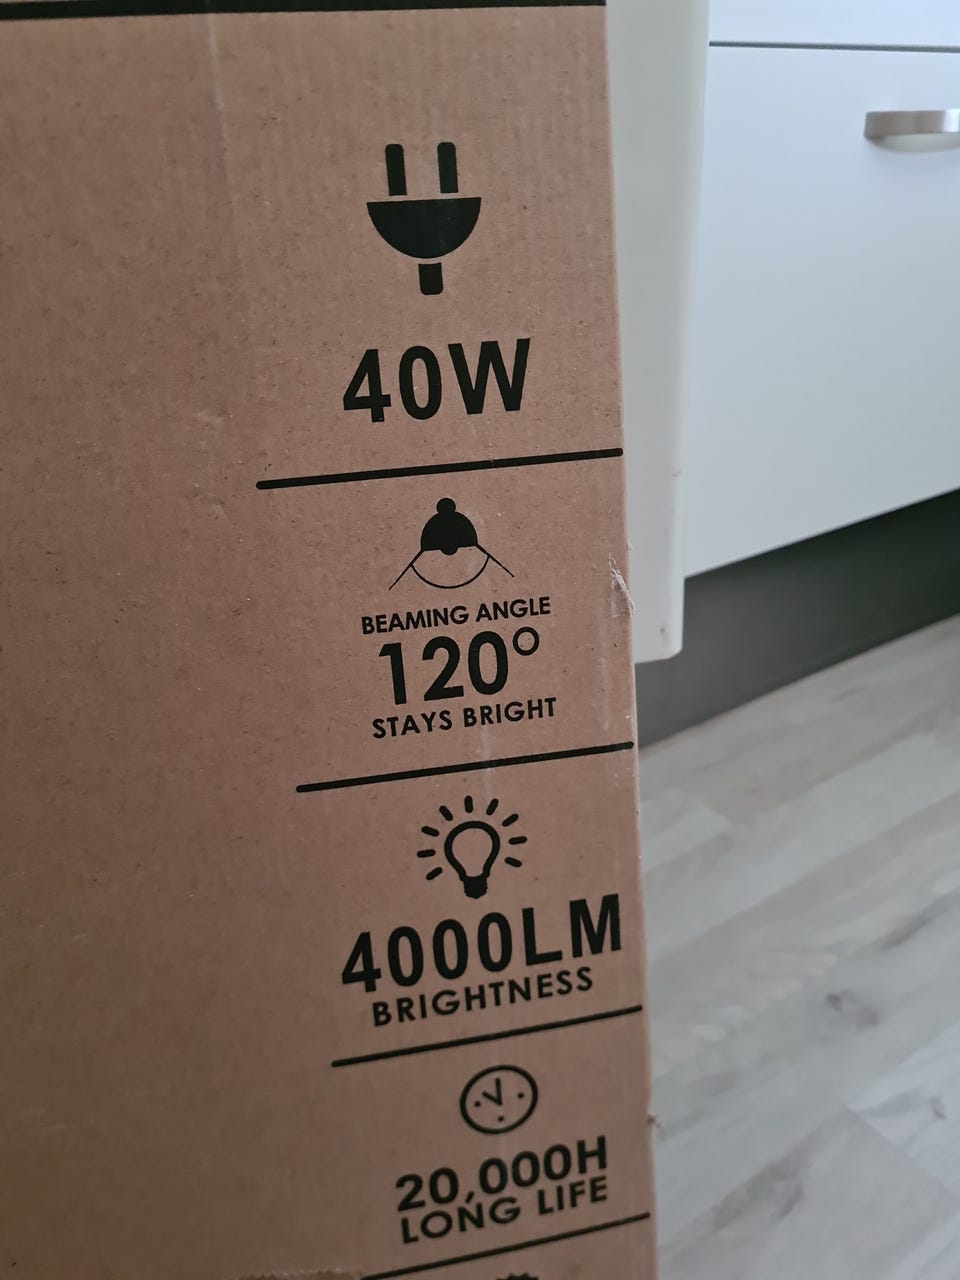 40W
BEAMING ANGLE
120°
STAYS BRIGHT
4000LM
BRIGHTNESS
20,000H
LONG LIFE